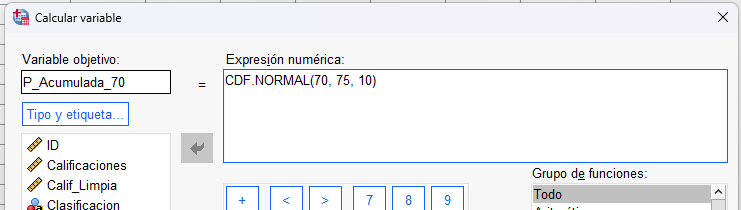 Calcular variable
Variable objetivo:
Expresión numérica:
P_Acumulada_70
=
CDF.NORMAL(70, 75, 10)
Tipo y etiqueta...
ID
Calificaciones
Calif_Limpia
Clasificacion
Grupo de funciones:
+ < > 7 8 9
Todo
Aritmético